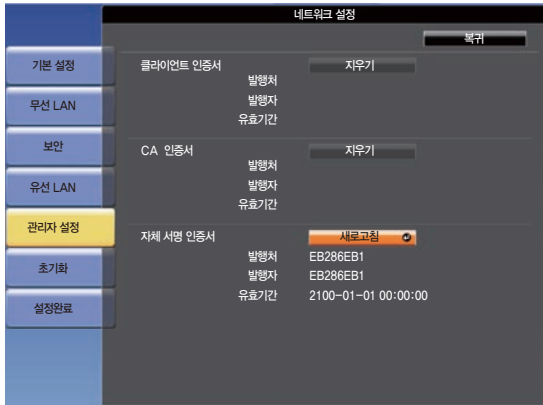 네트워크 설정
복귀
기본 설정
무선 LAN
보안
유선 LAN
관리자 설정
초기화
설정완료
클라이언트 인증서 지우기
발행처
발행자
유효기간
CA 인증서 지우기
발행처
발행자
유효기간
자체 서명 인증서 새로고침
발행처 EB286EB1
발행자 EB286EB1
유효기간 2100-01-01 00:00:00